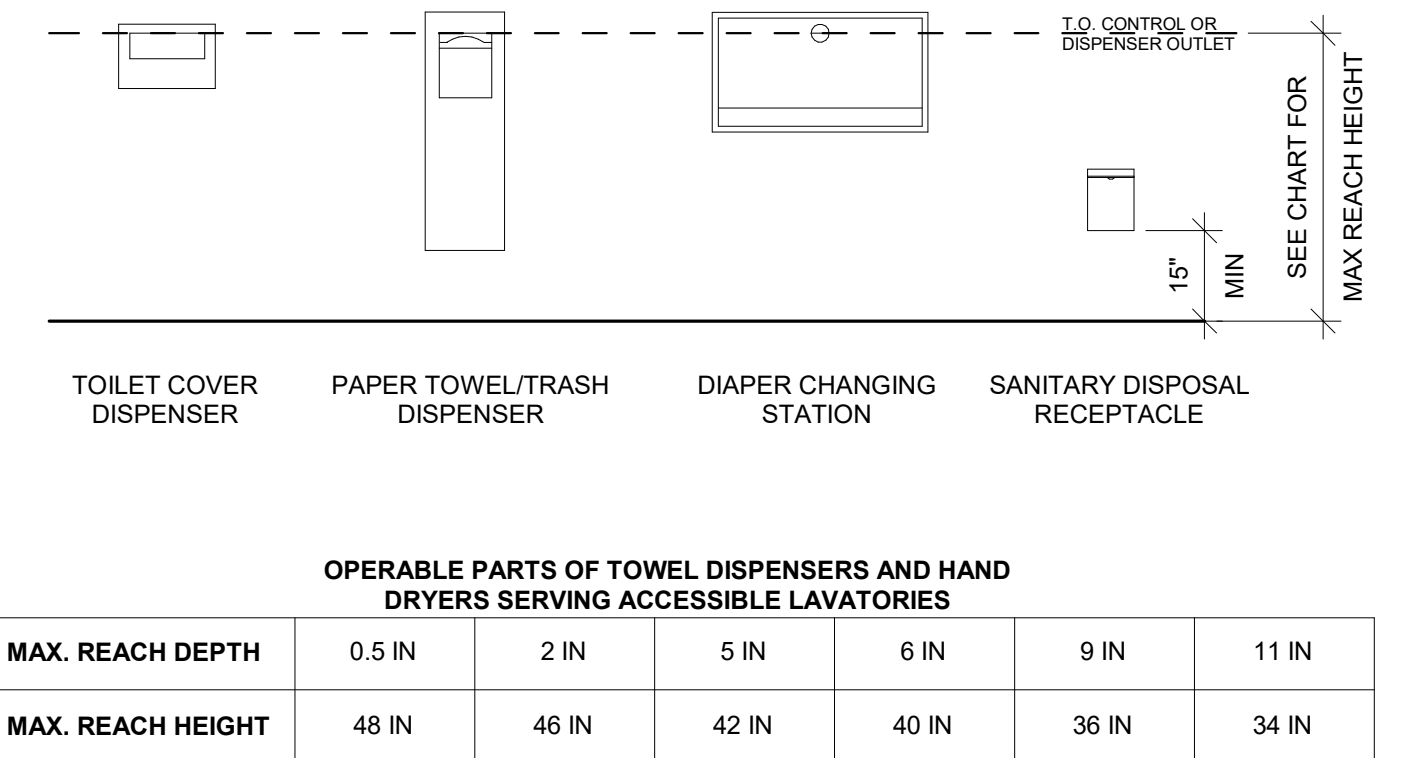 T.O. CONTROL OR
DISPENSER OUTLET
SEE CHART FOR
MAX REACH HEIGHT
15"
MIN
TOILET COVER
DISPENSER
PAPER TOWEL/TRASH
DISPENSER
DIAPER CHANGING
STATION
SANITARY DISPOSAL
RECEPTACLE
OPERABLE PARTS OF TOWEL DISPENSERS AND HAND
DRYERS SERVING ACCESSIBLE LAVATORIES
MAX. REACH DEPTH 0.5 IN 2 IN 5 IN 6 IN 9 IN 11 IN
MAX. REACH HEIGHT 48 IN 46 IN 42 IN 40 IN 36 IN 34 IN